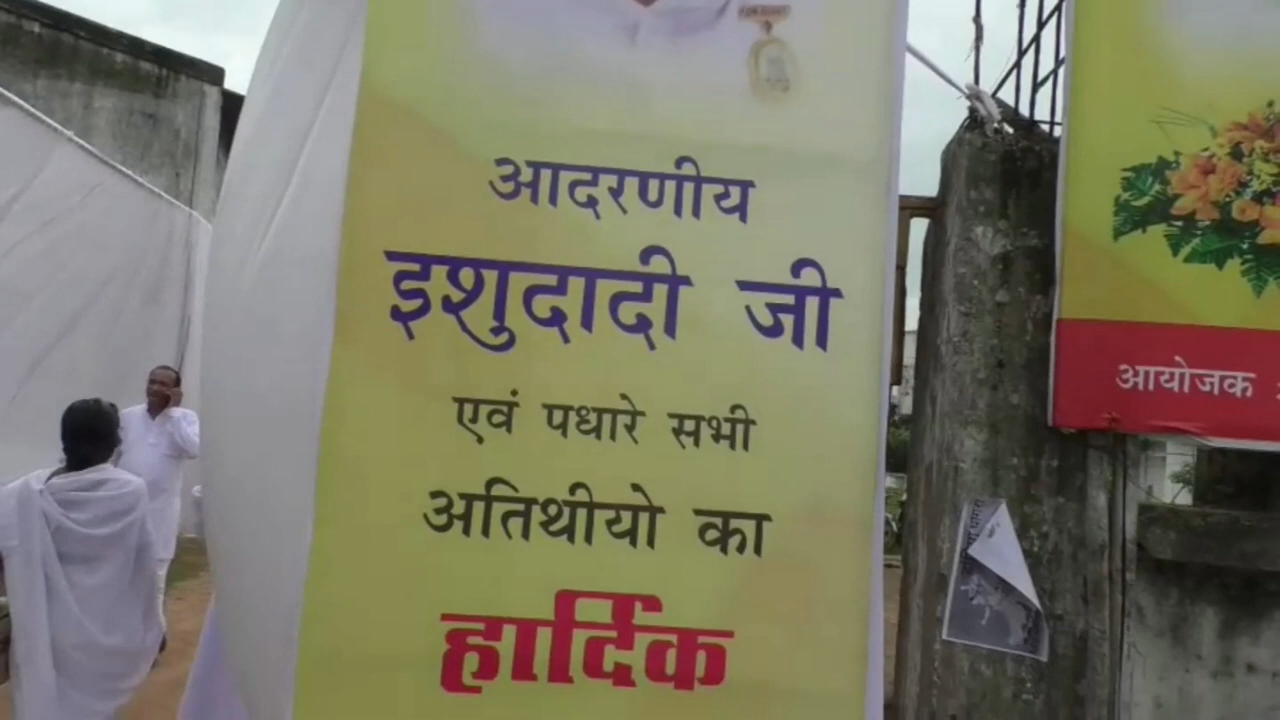 आदरणीय
इशुदादी जी
एवं पधारे सभी
अतिथीयो का
हार्दिक
आयोजक